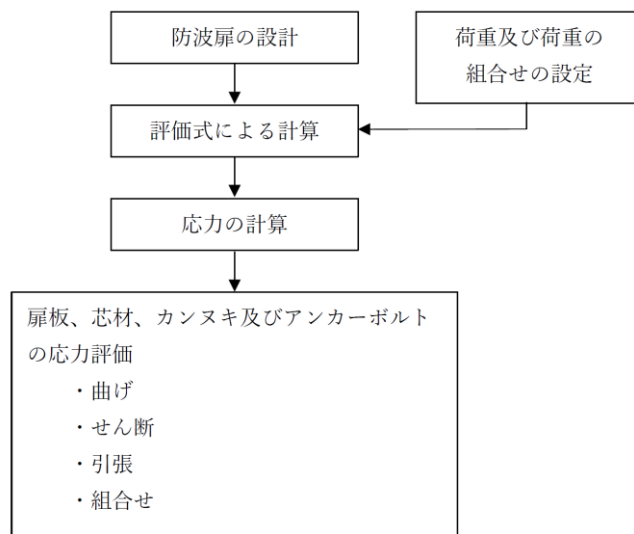 防波扉の設計
荷重及び荷重の
組合せの設定
評価式による計算
応力の計算
扉板、芯材、カンヌキ及びアンカーボルト
の応力評価
・曲げ
・せん断
・引張
・組合せ